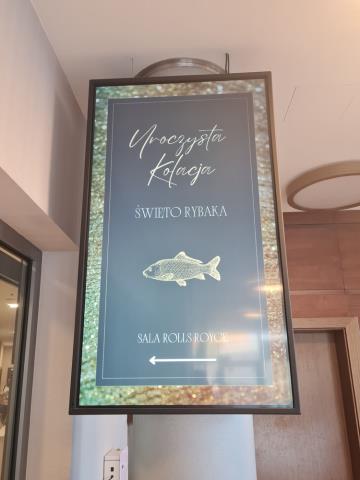 Uroczysta
Kolacja
ŚWIĘTO RYBAKA
SALA ROLLS ROYCE